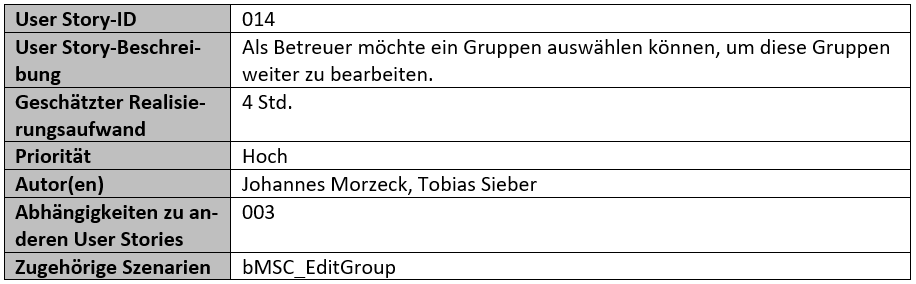 User Story-ID 014
User Story-Beschrei- Als Betreuer möchte ein Gruppen auswählen können, um diese Gruppen
bung weiter zu bearbeiten.
Geschätzter Realisie- 4 Std.
rungsaufwand
Priorität Hoch
Autor(en) Johannes Morzeck, Tobias Sieber
Abhängigkeiten zu an- 003
deren User Stories
Zugehörige Szenarien bMSC_EditGroup